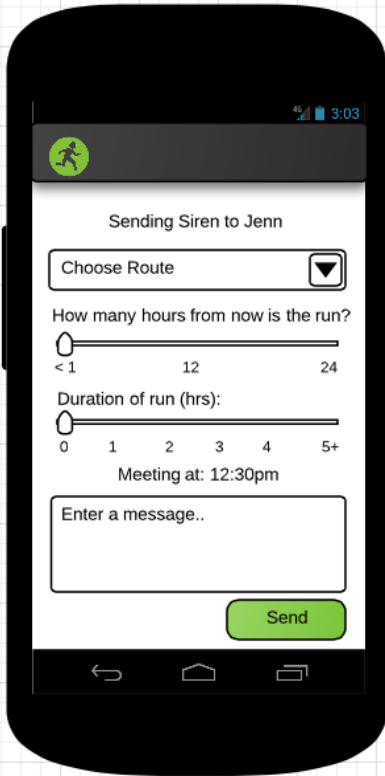 4G 3:03
Sending Siren to Jenn
Choose Route
How many hours from now is the run?
< 1 12 24
Duration of run (hrs):
0 1 2 3 4 5+
Meeting at: 12:30pm
Enter a message..
Send